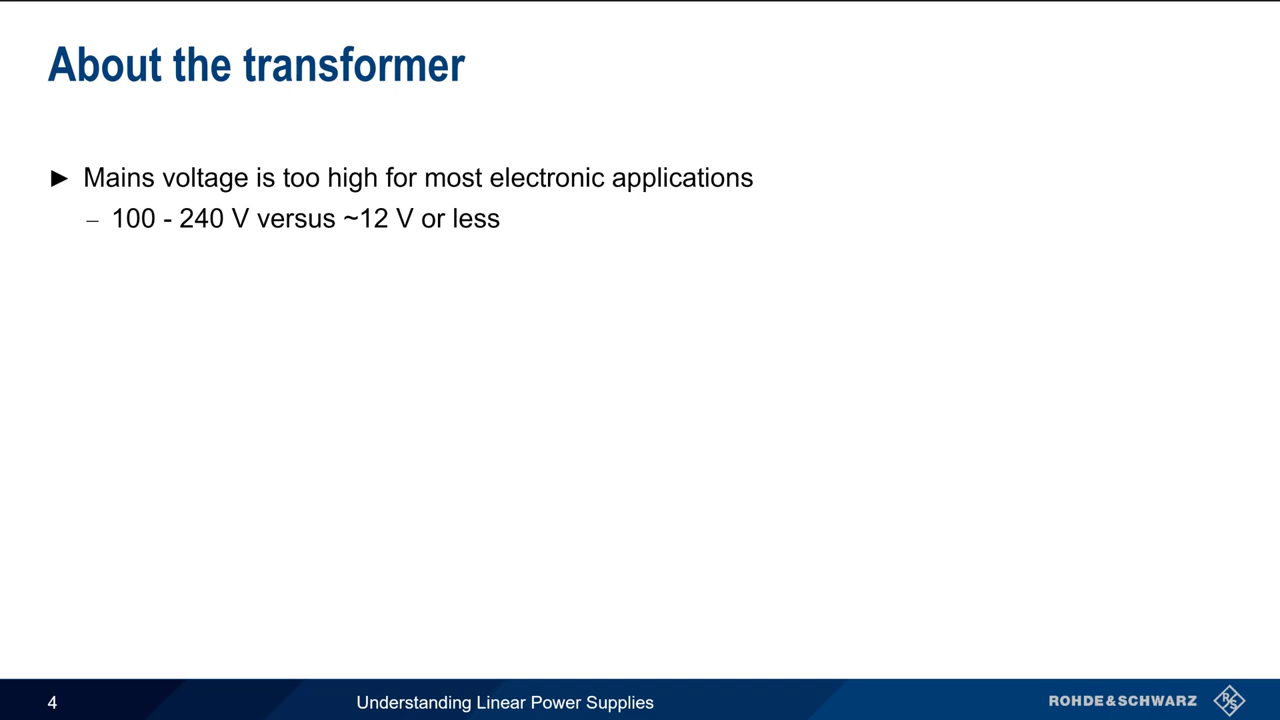 About the transformer
► Mains voltage is too high for most electronic applications
– 100 - 240 V versus ~12 V or less
4
Understanding Linear Power Supplies
ROHDE&SCHWARZ
R&S